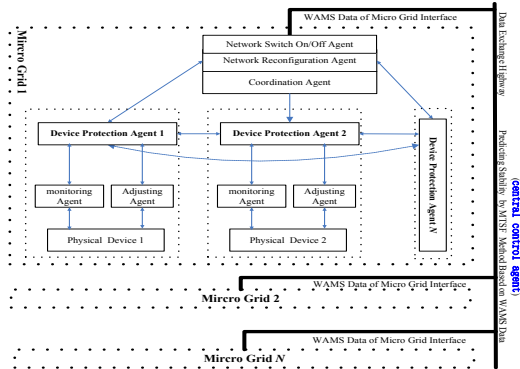 WAMS Data of Micro Grid Interface
Mircro Grid 1
Network Switch On/Off Agent
Network Reconfiguration Agent
Coordination Agent
Device Protection Agent 1
Device Protection Agent 2
Device Protection Agent N
monitoring
Agent
Adjusting
Agent
monitoring
Agent
Adjusting
Agent
Physical Device 1
Physical Device 2
WAMS Data of Micro Grid Interface
Mircro Grid 2
WAMS Data of Micro Grid Interface
Mircro Grid N
Data Exchange Highway
Predicting Stability by MTSF Method Based on WAMS Data
(central control agent)